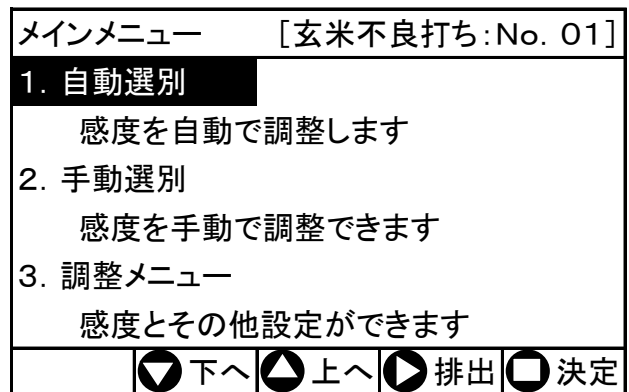 メインメニュー [玄米不良打ち:No. 01]
1. 自動選別
感度を自動で調整します
2. 手動選別
感度を手動で調整できます
3. 調整メニュー
感度とその他設定ができます
下へ 上へ 排出 決定